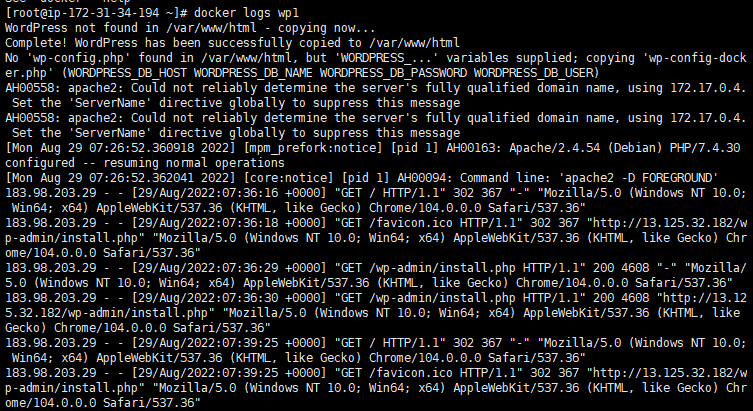 [root@ip-172-31-34-194 ~]# docker logs wp1
WordPress not found in /var/www/html - copying now...
Complete! WordPress has been successfully copied to /var/www/html
No 'wp-config.php' found in /var/www/html, but 'WORDPRESS_...' variables supplied; copying 'wp-config-dock
er.php' (WORDPRESS_DB_HOST WORDPRESS_DB_NAME WORDPRESS_DB_PASSWORD WORDPRESS_DB_USER)
AH00558: apache2: Could not reliably determine the server's fully qualified domain name, using 172.17.0.4.
 Set the 'ServerName' directive globally to suppress this message
AH00558: apache2: Could not reliably determine the server's fully qualified domain name, using 172.17.0.4.
 Set the 'ServerName' directive globally to suppress this message
[Mon Aug 29 07:26:52.360918 2022] [mpm_prefork:notice] [pid 1] AH00163: Apache/2.4.54 (Debian) PHP/7.4.30
configured -- resuming normal operations
[Mon Aug 29 07:26:52.362041 2022] [core:notice] [pid 1] AH00094: Command line: 'apache2 -D FOREGROUND'
183.98.203.29 - - [29/Aug/2022:07:36:16 +0000] "GET / HTTP/1.1" 302 367 "-" "Mozilla/5.0 (Windows NT 10.0;
 Win64; x64) AppleWebKit/537.36 (KHTML, like Gecko) Chrome/104.0.0.0 Safari/537.36"
183.98.203.29 - - [29/Aug/2022:07:36:18 +0000] "GET /favicon.ico HTTP/1.1" 302 367 "http://13.125.32.182/w
p-admin/install.php" "Mozilla/5.0 (Windows NT 10.0; Win64; x64) AppleWebKit/537.36 (KHTML, like Gecko) Chr
ome/104.0.0.0 Safari/537.36"
183.98.203.29 - - [29/Aug/2022:07:36:29 +0000] "GET /wp-admin/install.php HTTP/1.1" 200 4608 "-" "Mozilla/
5.0 (Windows NT 10.0; Win64; x64) AppleWebKit/537.36 (KHTML, like Gecko) Chrome/104.0.0.0 Safari/537.36"
183.98.203.29 - - [29/Aug/2022:07:36:30 +0000] "GET /wp-admin/install.php HTTP/1.1" 200 4608 "http://13.12
5.32.182/wp-admin/install.php" "Mozilla/5.0 (Windows NT 10.0; Win64; x64) AppleWebKit/537.36 (KHTML, like
Gecko) Chrome/104.0.0.0 Safari/537.36"
183.98.203.29 - - [29/Aug/2022:07:39:25 +0000] "GET / HTTP/1.1" 302 367 "-" "Mozilla/5.0 (Windows NT 10.0;
 Win64; x64) AppleWebKit/537.36 (KHTML, like Gecko) Chrome/104.0.0.0 Safari/537.36"
183.98.203.29 - - [29/Aug/2022:07:39:25 +0000] "GET /favicon.ico HTTP/1.1" 302 367 "http://13.125.32.182/w
p-admin/install.php" "Mozilla/5.0 (Windows NT 10.0; Win64; x64) AppleWebKit/537.36 (KHTML, like Gecko) Chr
ome/104.0.0.0 Safari/537.36"